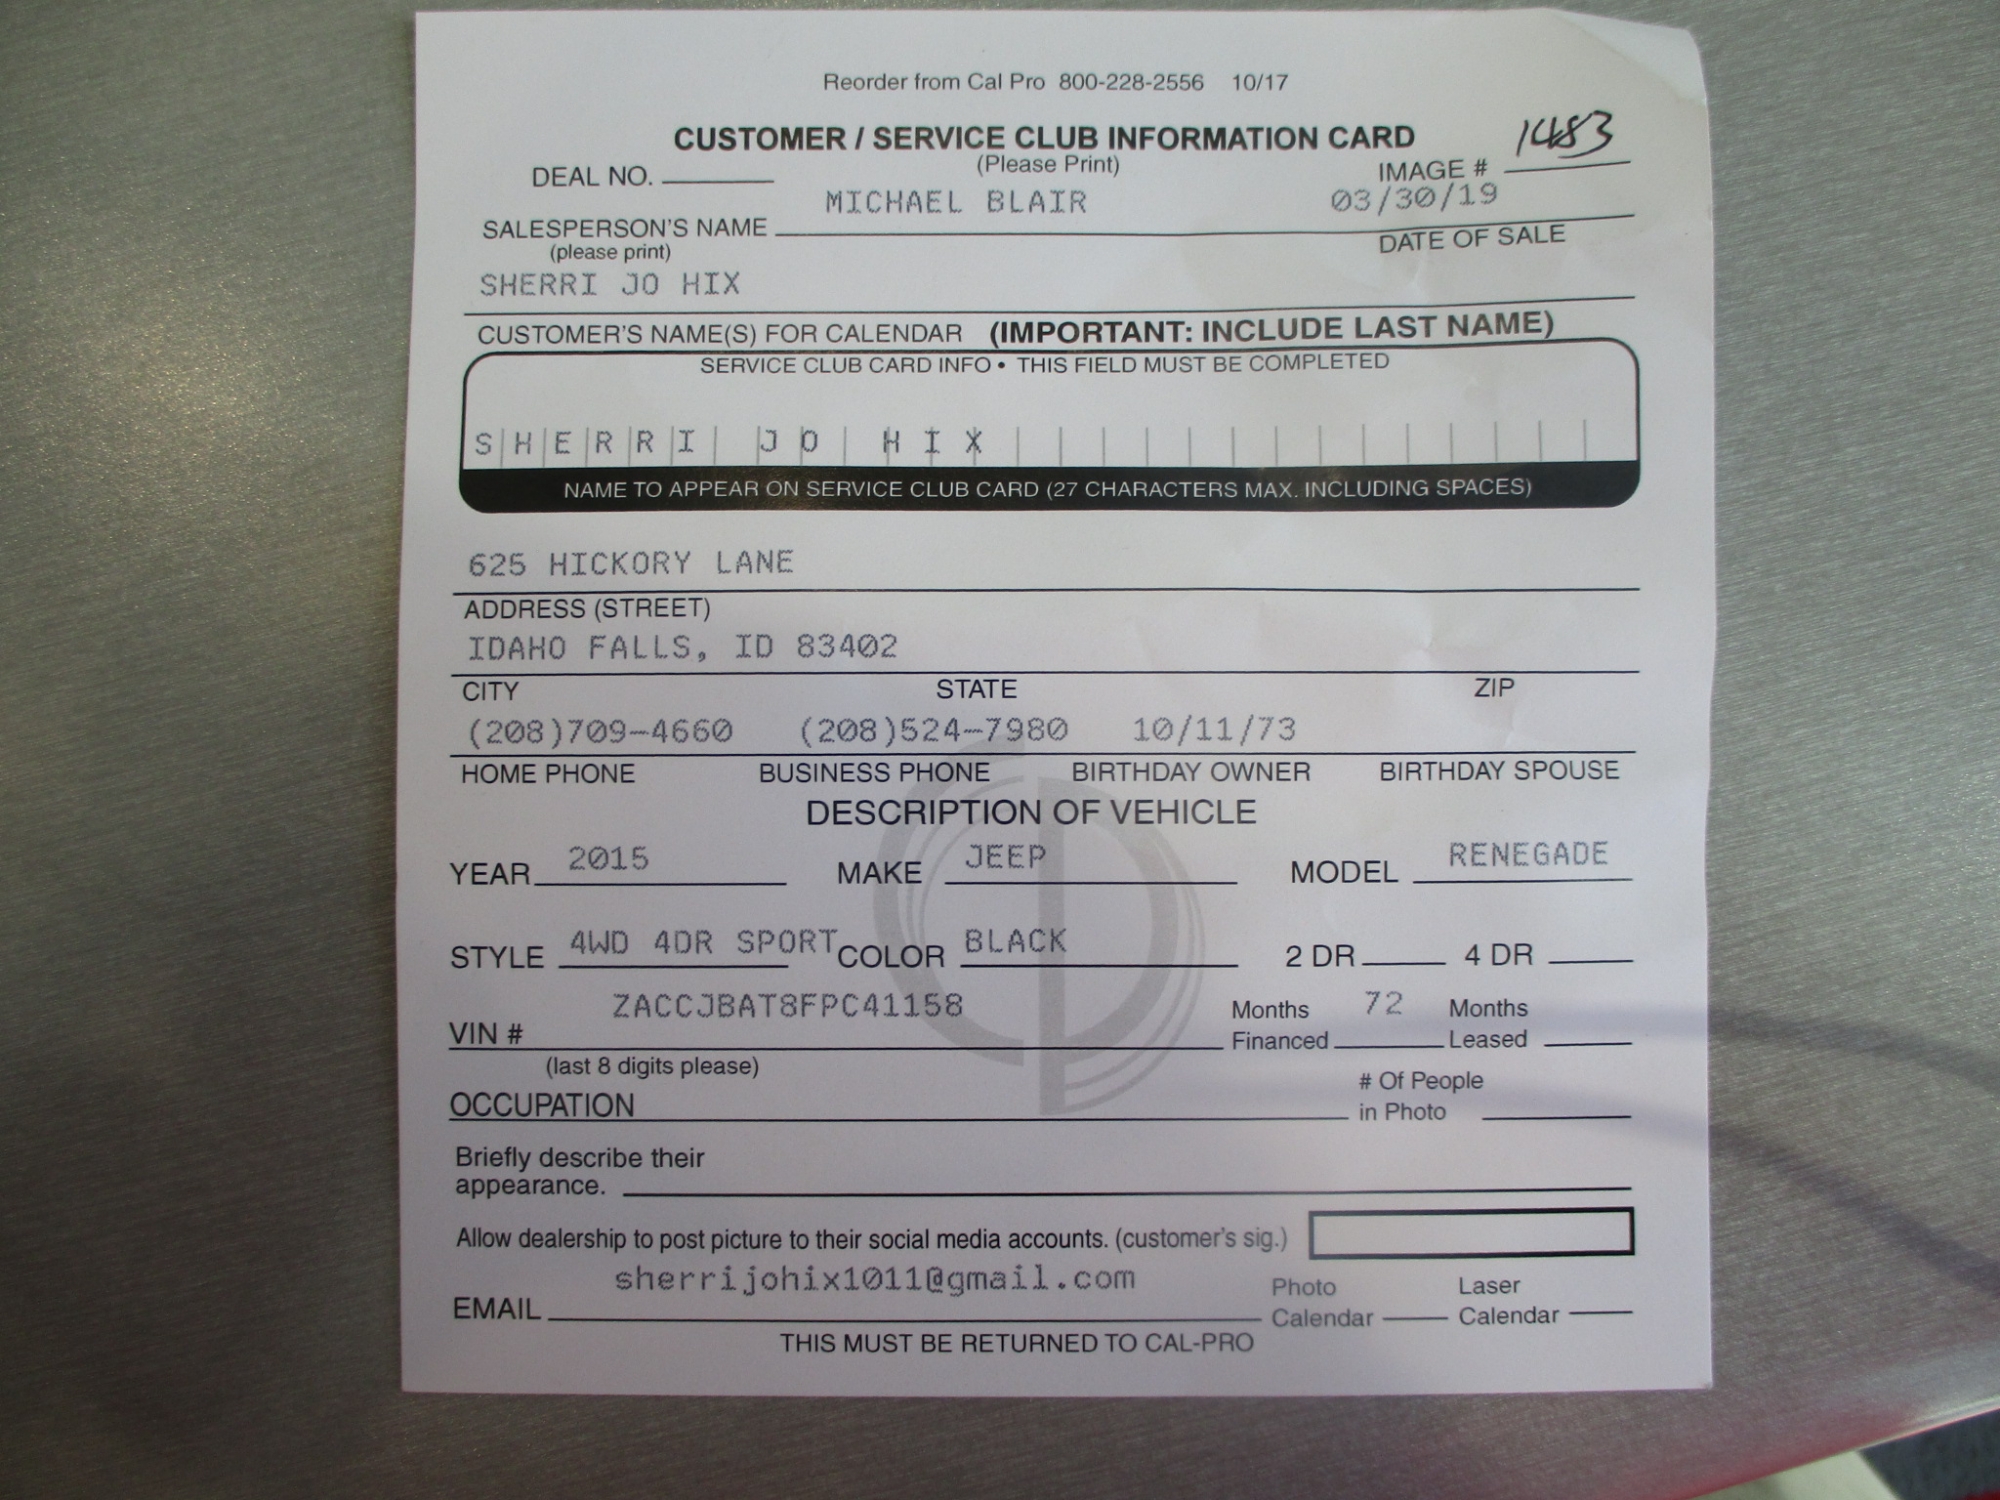 Reorder from Cal Pro 800-228-2556 10/17
CUSTOMER / SERVICE CLUB INFORMATION CARD 1483
DEAL NO. (Please Print) IMAGE #
MICHAEL BLAIR 03/30/19
SALESPERSON'S NAME DATE OF SALE
(please print)
SHERRI JO HIX
CUSTOMER'S NAME(S) FOR CALENDAR (IMPORTANT: INCLUDE LAST NAME)
SERVICE CLUB CARD INFO • THIS FIELD MUST BE COMPLETED
SHERRI JO HIX
NAME TO APPEAR ON SERVICE CLUB CARD (27 CHARACTERS MAX. INCLUDING SPACES)
625 HICKORY LANE
ADDRESS (STREET)
IDAHO FALLS, ID 83402
CITY STATE ZIP
(208)709-4660 (208)524-7980 10/11/73
HOME PHONE BUSINESS PHONE BIRTHDAY OWNER BIRTHDAY SPOUSE
DESCRIPTION OF VEHICLE
YEAR 2015 MAKE JEEP MODEL RENEGADE
STYLE 4WD 4DR SPORT COLOR BLACK 2 DR 4 DR
ZACCJBAT8FPC41158 Months 72 Months
VIN # Financed Leased
(last 8 digits please)
# Of People
OCCUPATION in Photo
Briefly describe their
appearance.
Allow dealership to post picture to their social media accounts. (customer's sig.)
sherrijohix1011@gmail.com Photo Laser
EMAIL Calendar Calendar
THIS MUST BE RETURNED TO CAL-PRO